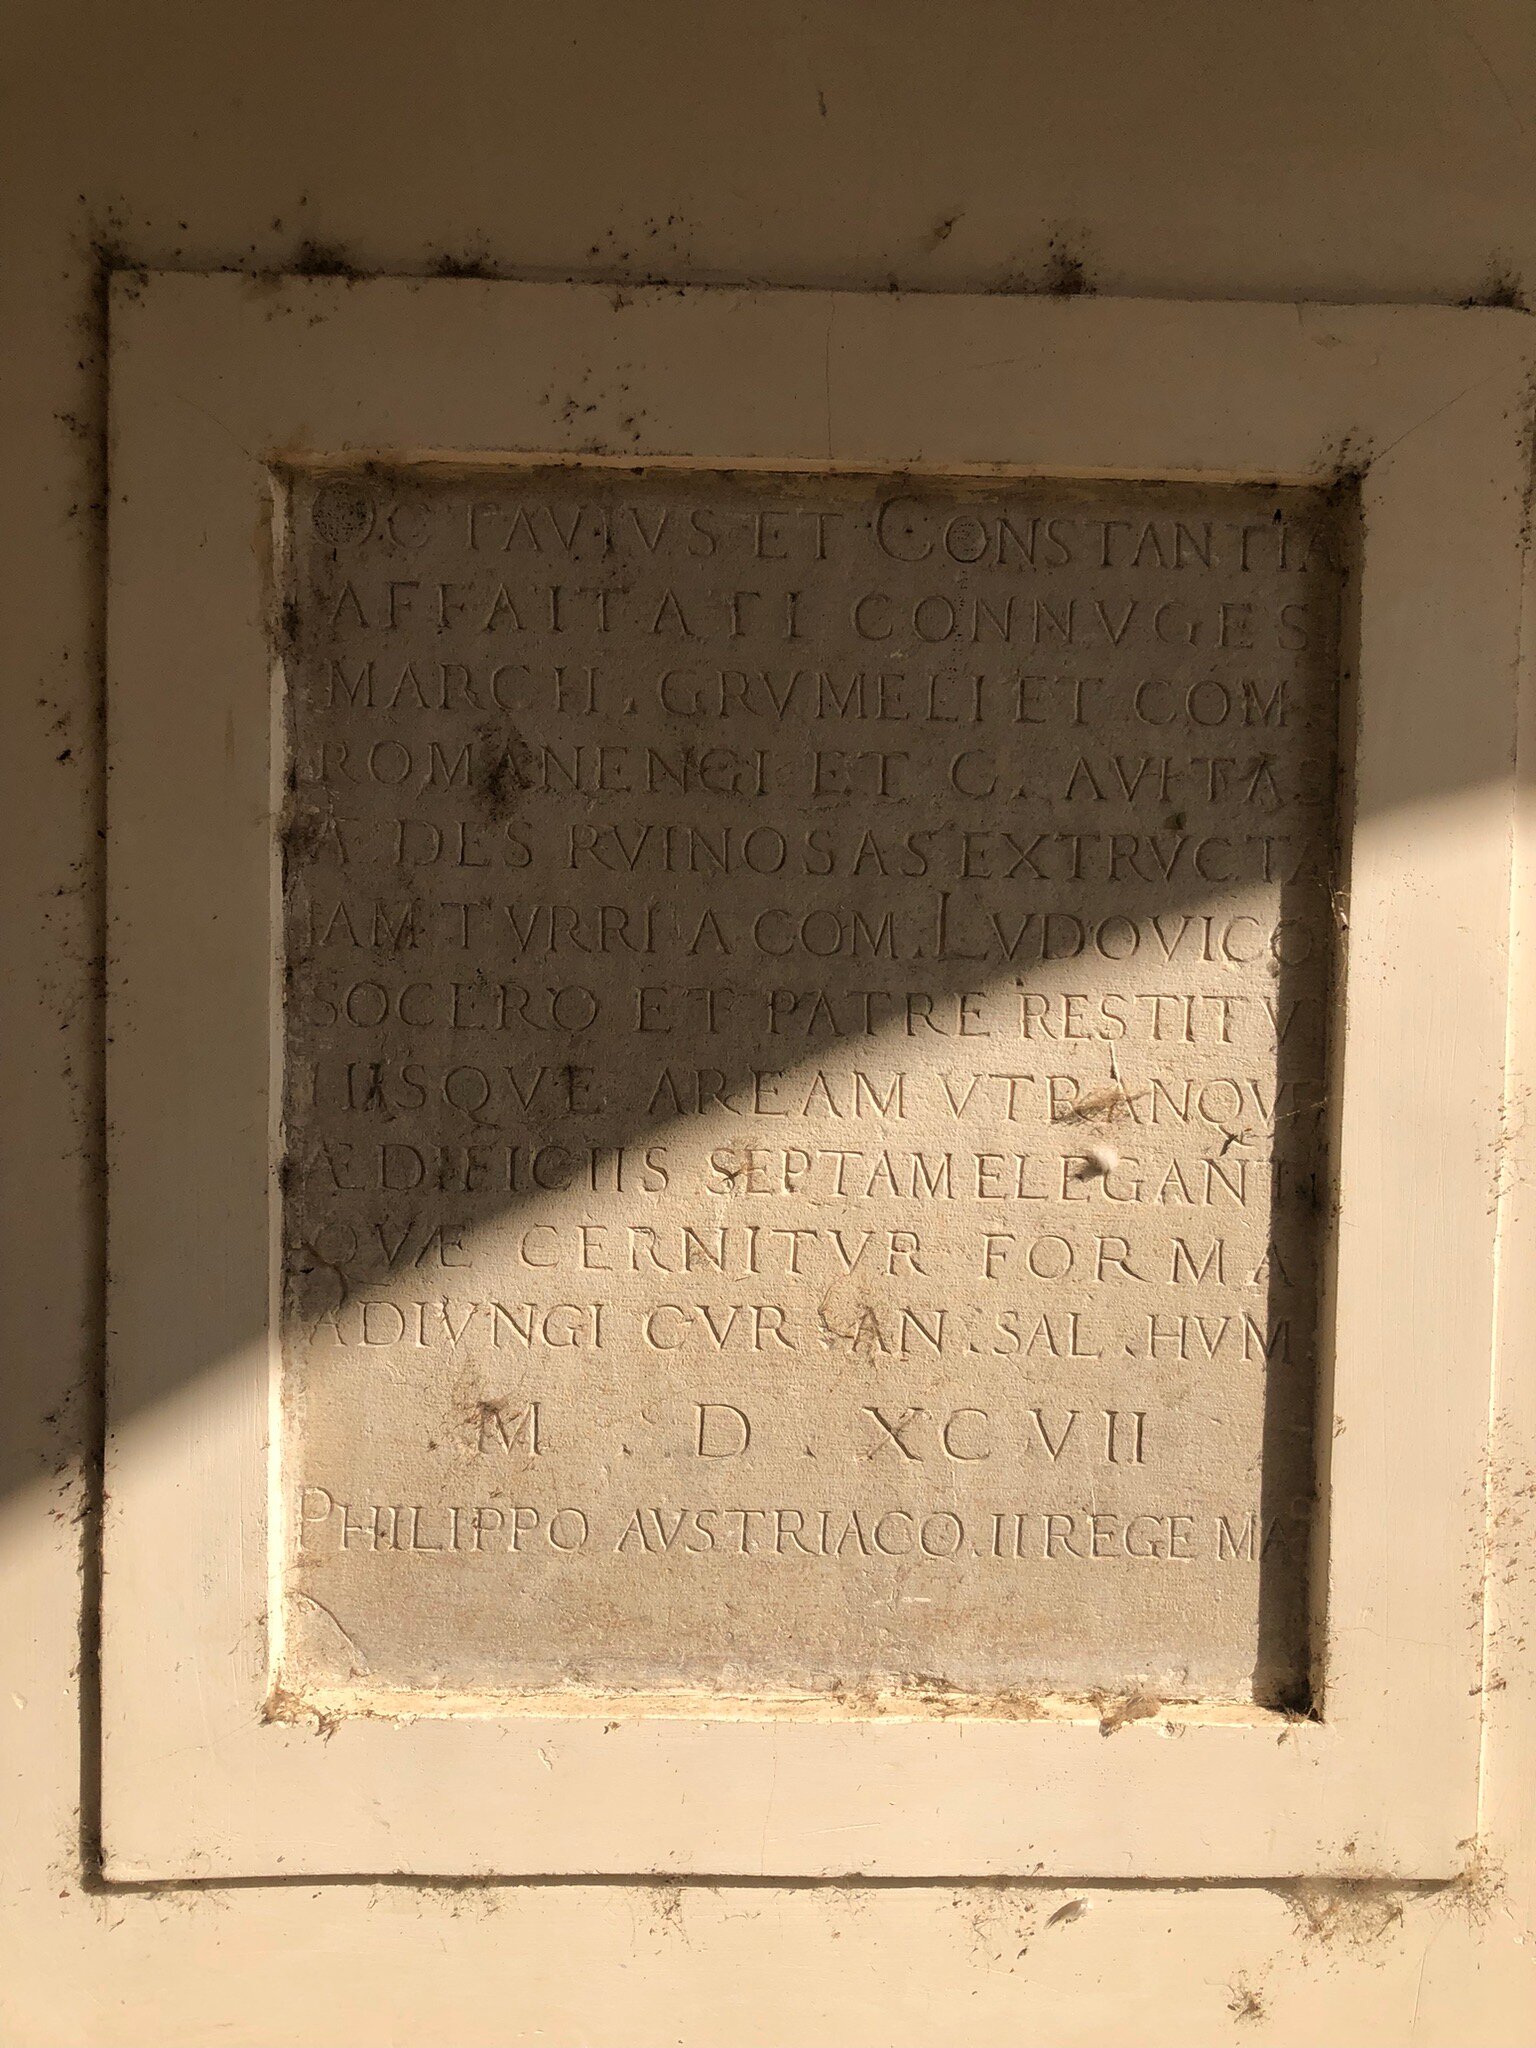 OCTAVIVS ET CONSTANTIA
AFFAITATI CONNVGES
MARCH. GRVMELI ET COM.
ROMANENGI ET G. AVITAS
ÆDES RVINOSAS EXTRVCTA
IAM TVRRI A COM. LVDOVICO
SOCERO ET PATRE RESTITV
IIISQVE AREAM VTRANQVE
ÆDIFICIIS SEPTAM ELEGANTI
QVÆ CERNITVR FORMA
ADIVNGI CVR. AN. SAL. HVM.
M. D. XCVII
PHILIPPO AVSTRIACO. II REGE